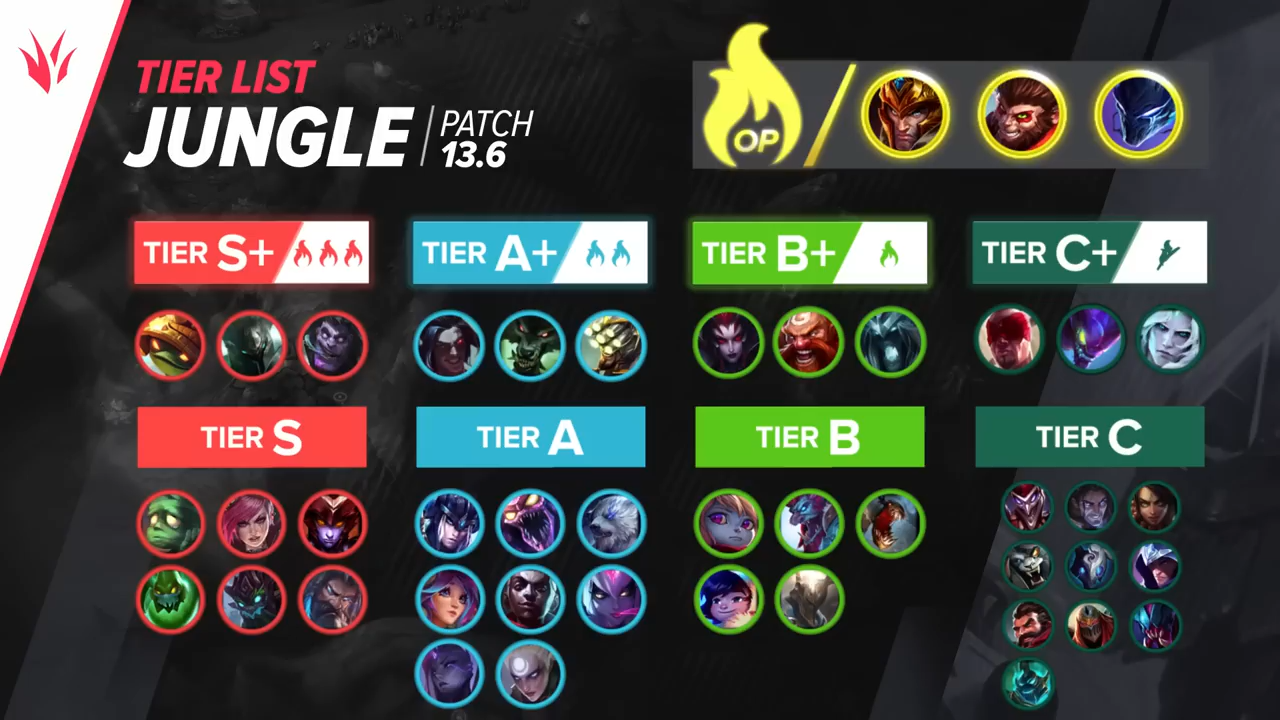 TIER LIST
JUNGLE
PATCH
13.6
OP
TIER S+
TIER A+
TIER B+
TIER C+
TIER S
TIER A
TIER B
TIER C